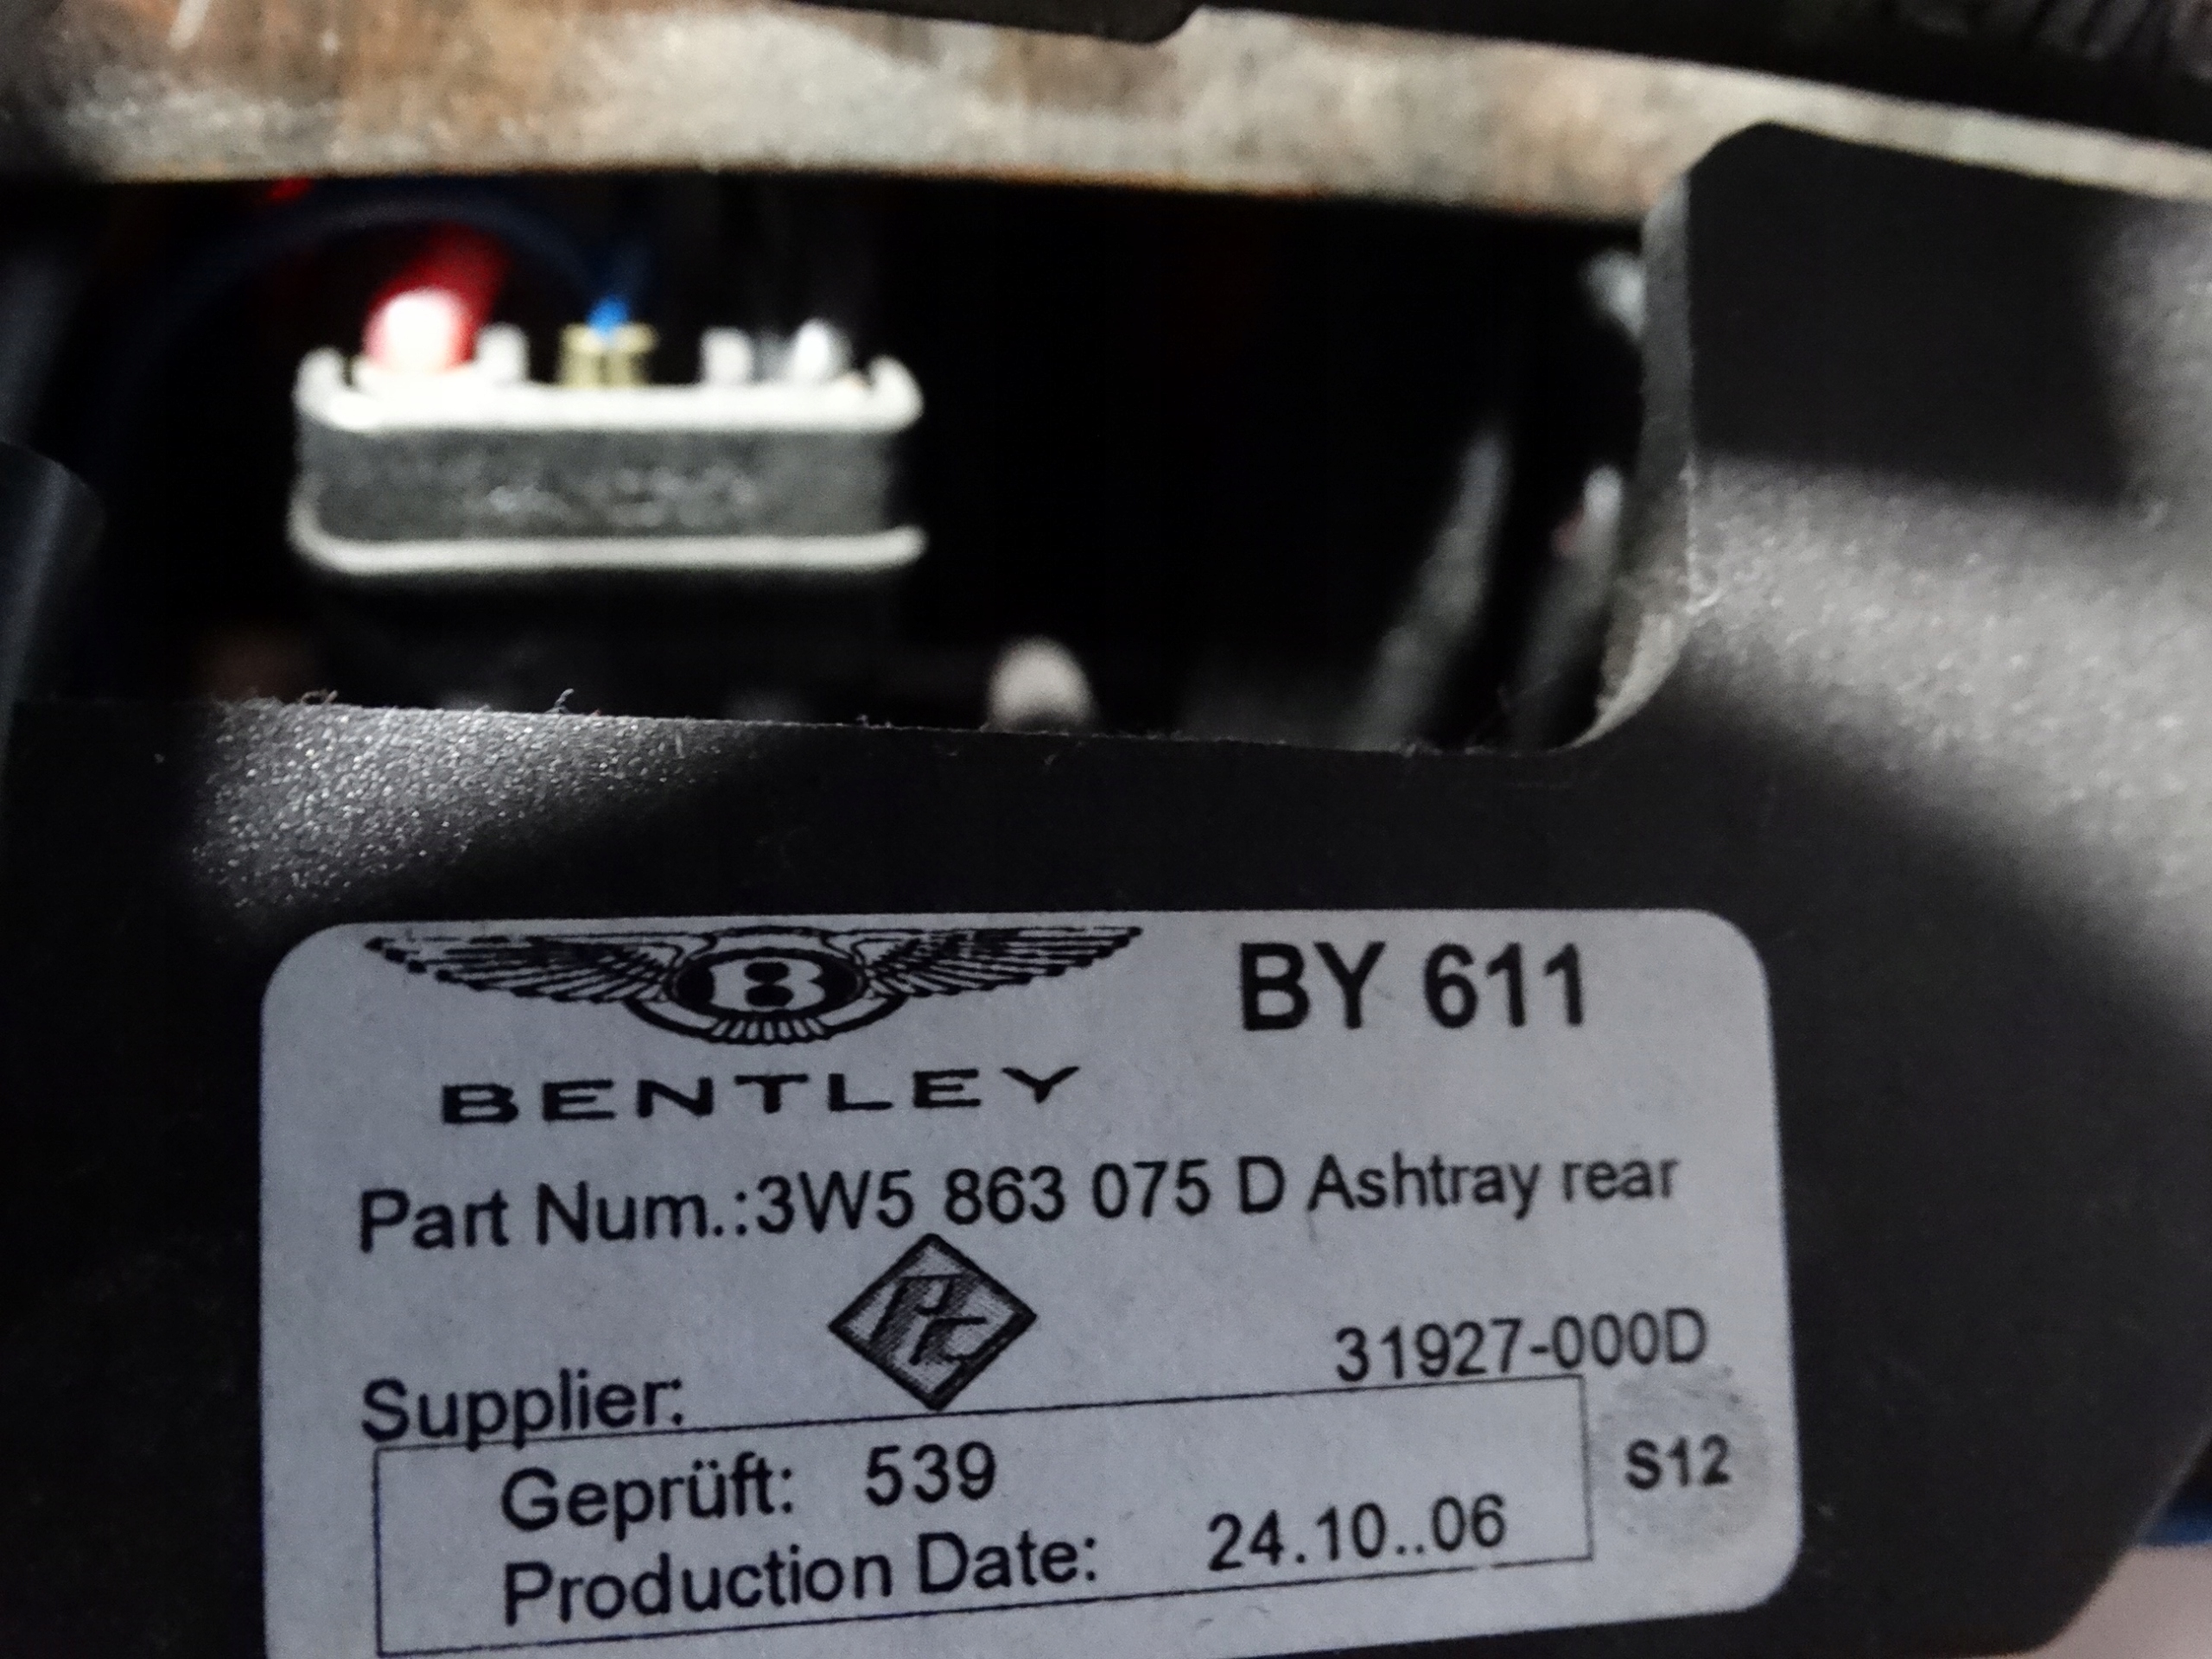 B
BY 611
BENTLEY
Part Num.:3W5 863 075 D Ashtray rear
31927-000D
Supplier:
Geprüft: 539
S12
Production Date: 24.10..06